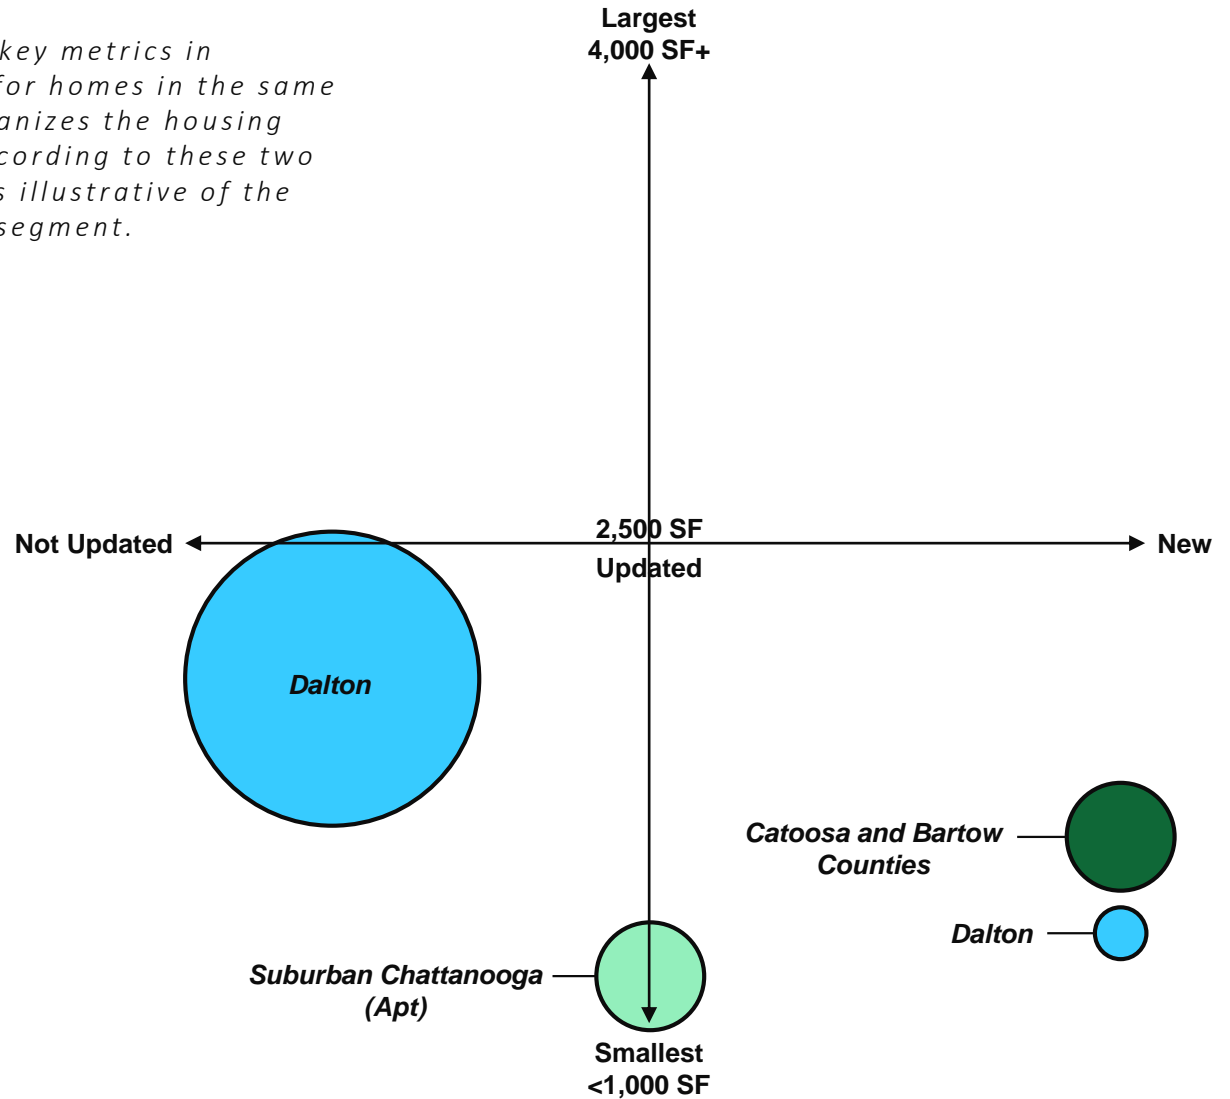 Largest
4,000 SF+
key metrics in
for homes in the same
anizes the housing
cording to these two
s illustrative of the
segment.
2,500 SF
Not Updated
New
Updated
Dalton
Catoosa and Bartow
Counties
Dalton
Suburban Chattanooga
(Apt)
Smallest
<1,000 SF